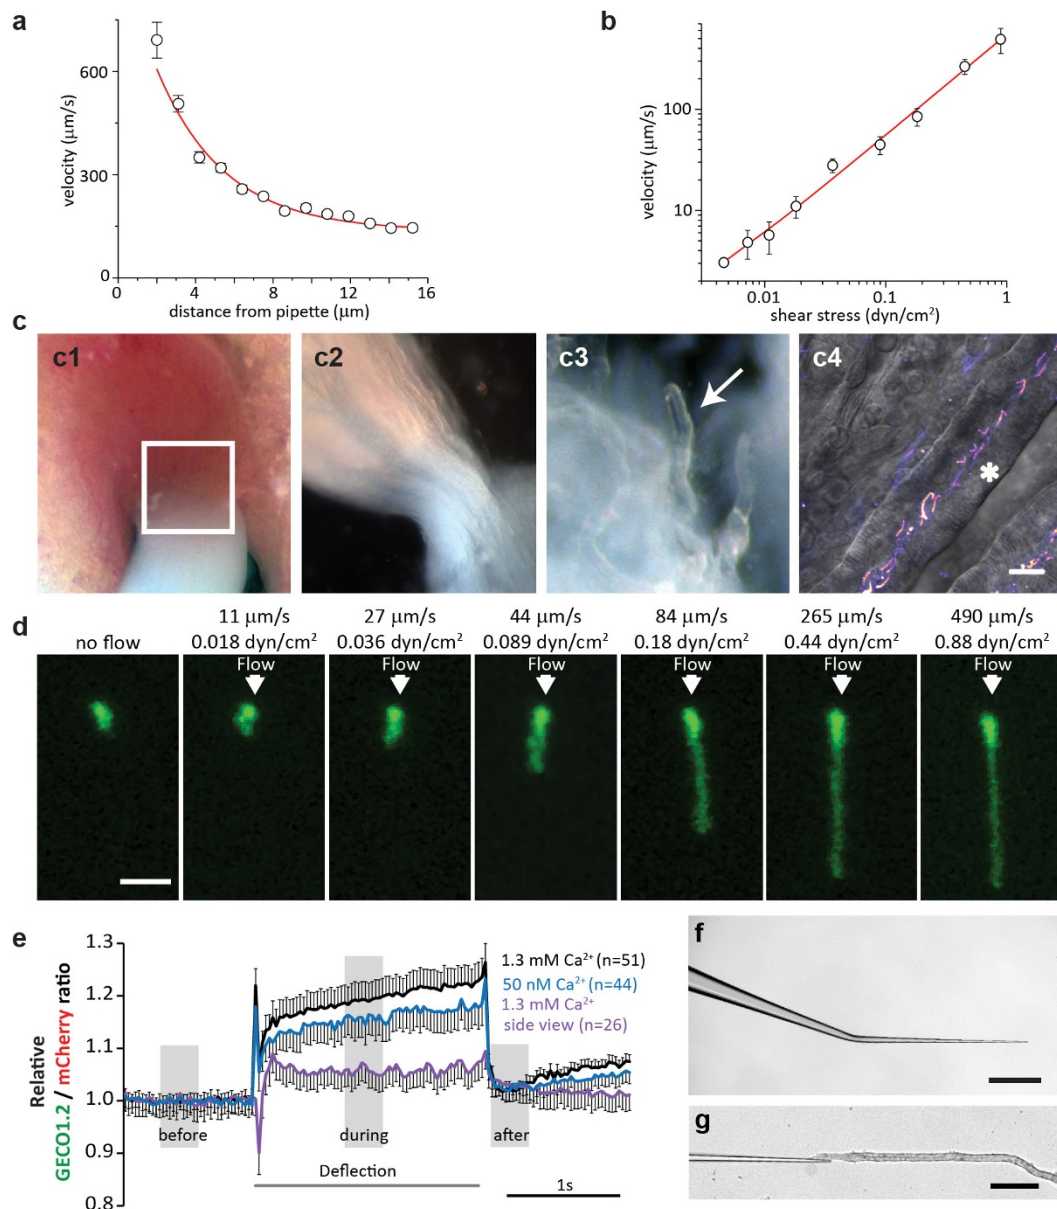 a
velocity (μm/s)
600
300
0
0 4 8 12 16
distance from pipette (μm)
b
velocity (μm/s)
100
10
0.01 0.1 1
shear stress (dyn/cm²)
c
c1
c2
c3
c4
*
d
no flow
11 μm/s
0.018 dyn/cm²
Flow
27 μm/s
0.036 dyn/cm²
Flow
44 μm/s
0.089 dyn/cm²
Flow
84 μm/s
0.18 dyn/cm²
Flow
265 μm/s
0.44 dyn/cm²
Flow
490 μm/s
0.88 dyn/cm²
Flow
e
Relative
GECO1.2 / mCherry ratio
1.3
1.2
1.1
1.0
0.9
0.8
1.3 mM Ca²⁺ (n=51)
50 nM Ca²⁺ (n=44)
1.3 mM Ca²⁺
side view (n=26)
before
during
after
Deflection
1s
f
g